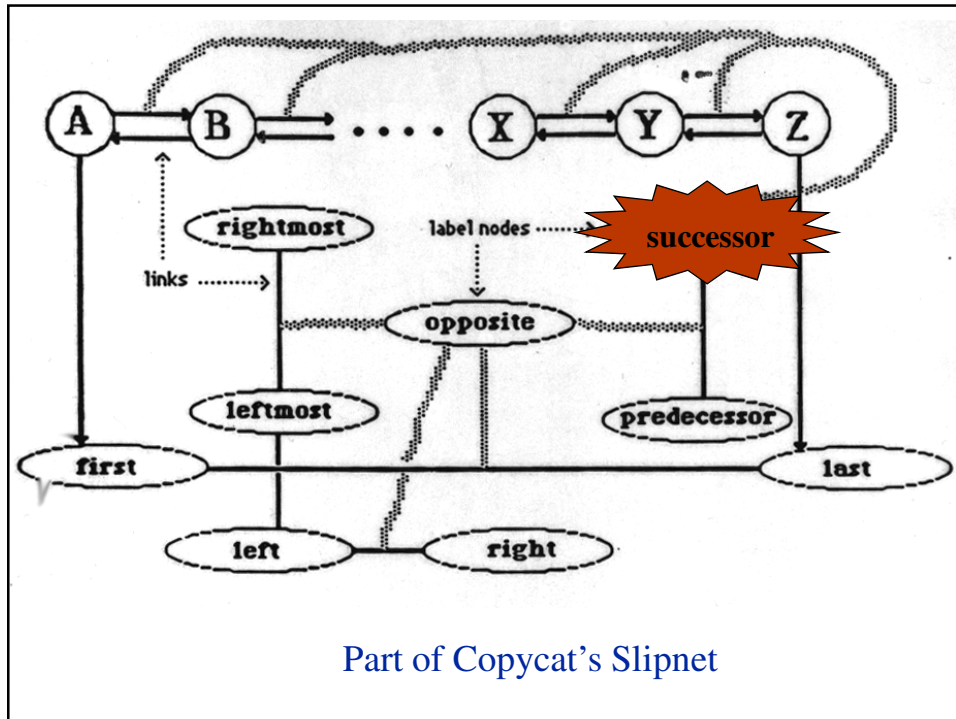 A B • • • • X Y Z
rightmost
label nodes
successor
links
opposite
leftmost
predecessor
first
last
left
right
Part of Copycat's Slipnet